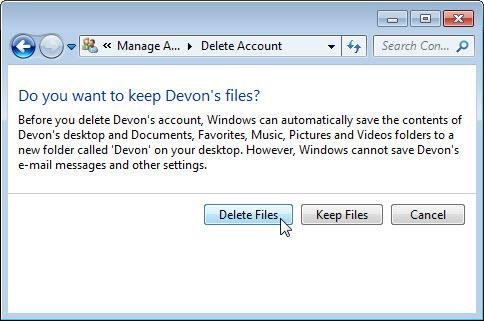 « Manage A... ▸ Delete Account
Search Con...
Do you want to keep Devon's files?
Before you delete Devon's account, Windows can automatically save the contents of
Devon's desktop and Documents, Favorites, Music, Pictures and Videos folders to
a new folder called 'Devon' on your desktop. However, Windows cannot save Devon's
e-mail messages and other settings.
Delete Files
Keep Files
Cancel